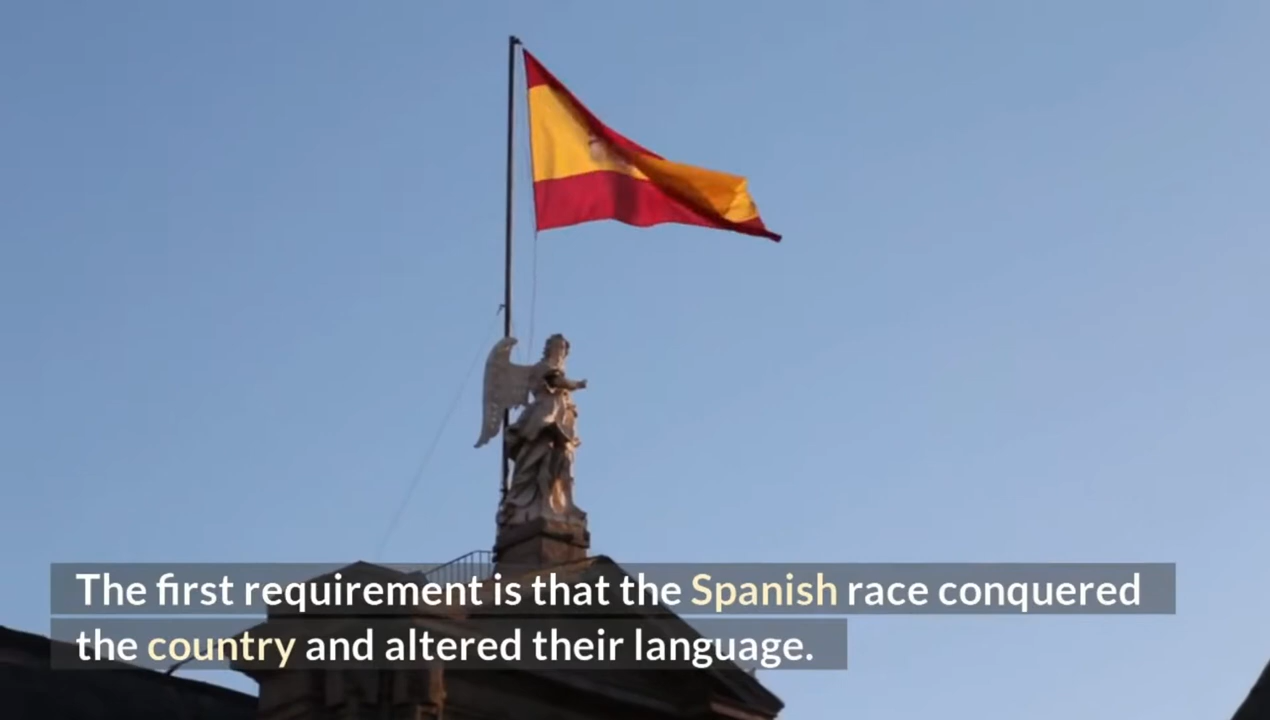 The first requirement is that the Spanish race conquered
the country and altered their language.